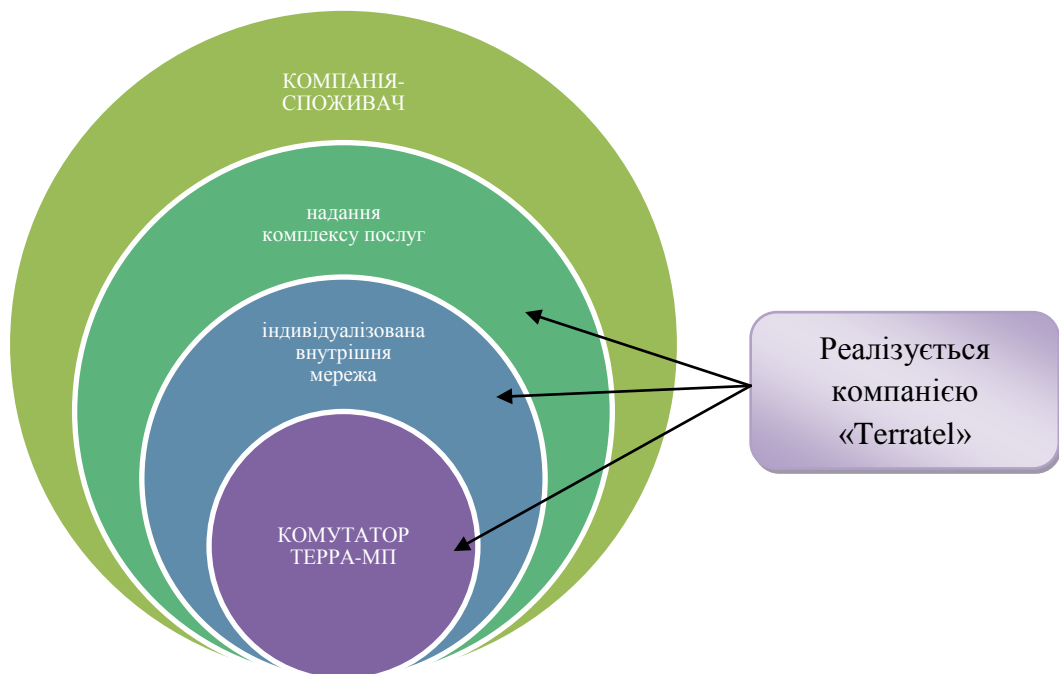 КОМПАНІЯ-
СПОЖИВАЧ
надання
комплексу послуг
індивідуалізована
внутрішня
мережа
КОМУТАТОР
ТЕРРА-МП
Реалізується
компанією
«Terratel»